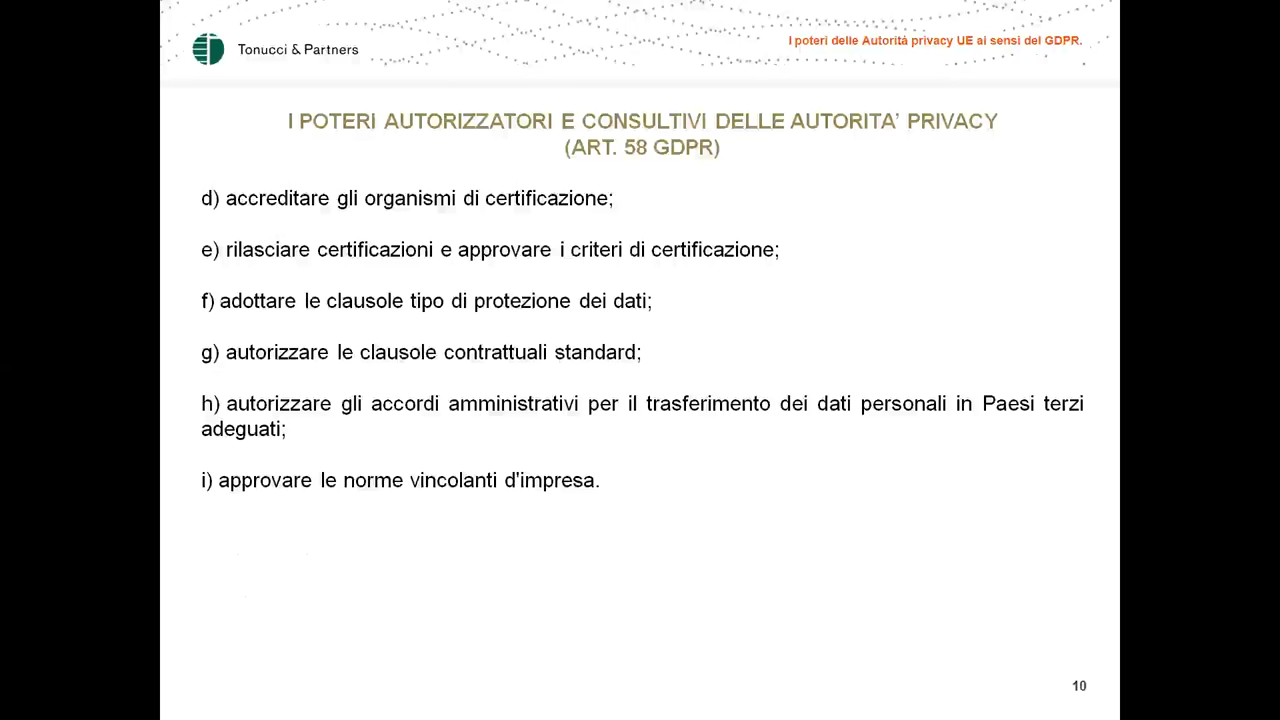 Tonucci & Partners
I poteri delle Autorità privacy UE ai sensi del GDPR.
I POTERI AUTORIZZATORI E CONSULTIVI DELLE AUTORITA' PRIVACY
(ART. 58 GDPR)
d) accreditare gli organismi di certificazione;
e) rilasciare certificazioni e approvare i criteri di certificazione;
f) adottare le clausole tipo di protezione dei dati;
g) autorizzare le clausole contrattuali standard;
h) autorizzare gli accordi amministrativi per il trasferimento dei dati personali in Paesi terzi
adeguati;
i) approvare le norme vincolanti d'impresa.
10